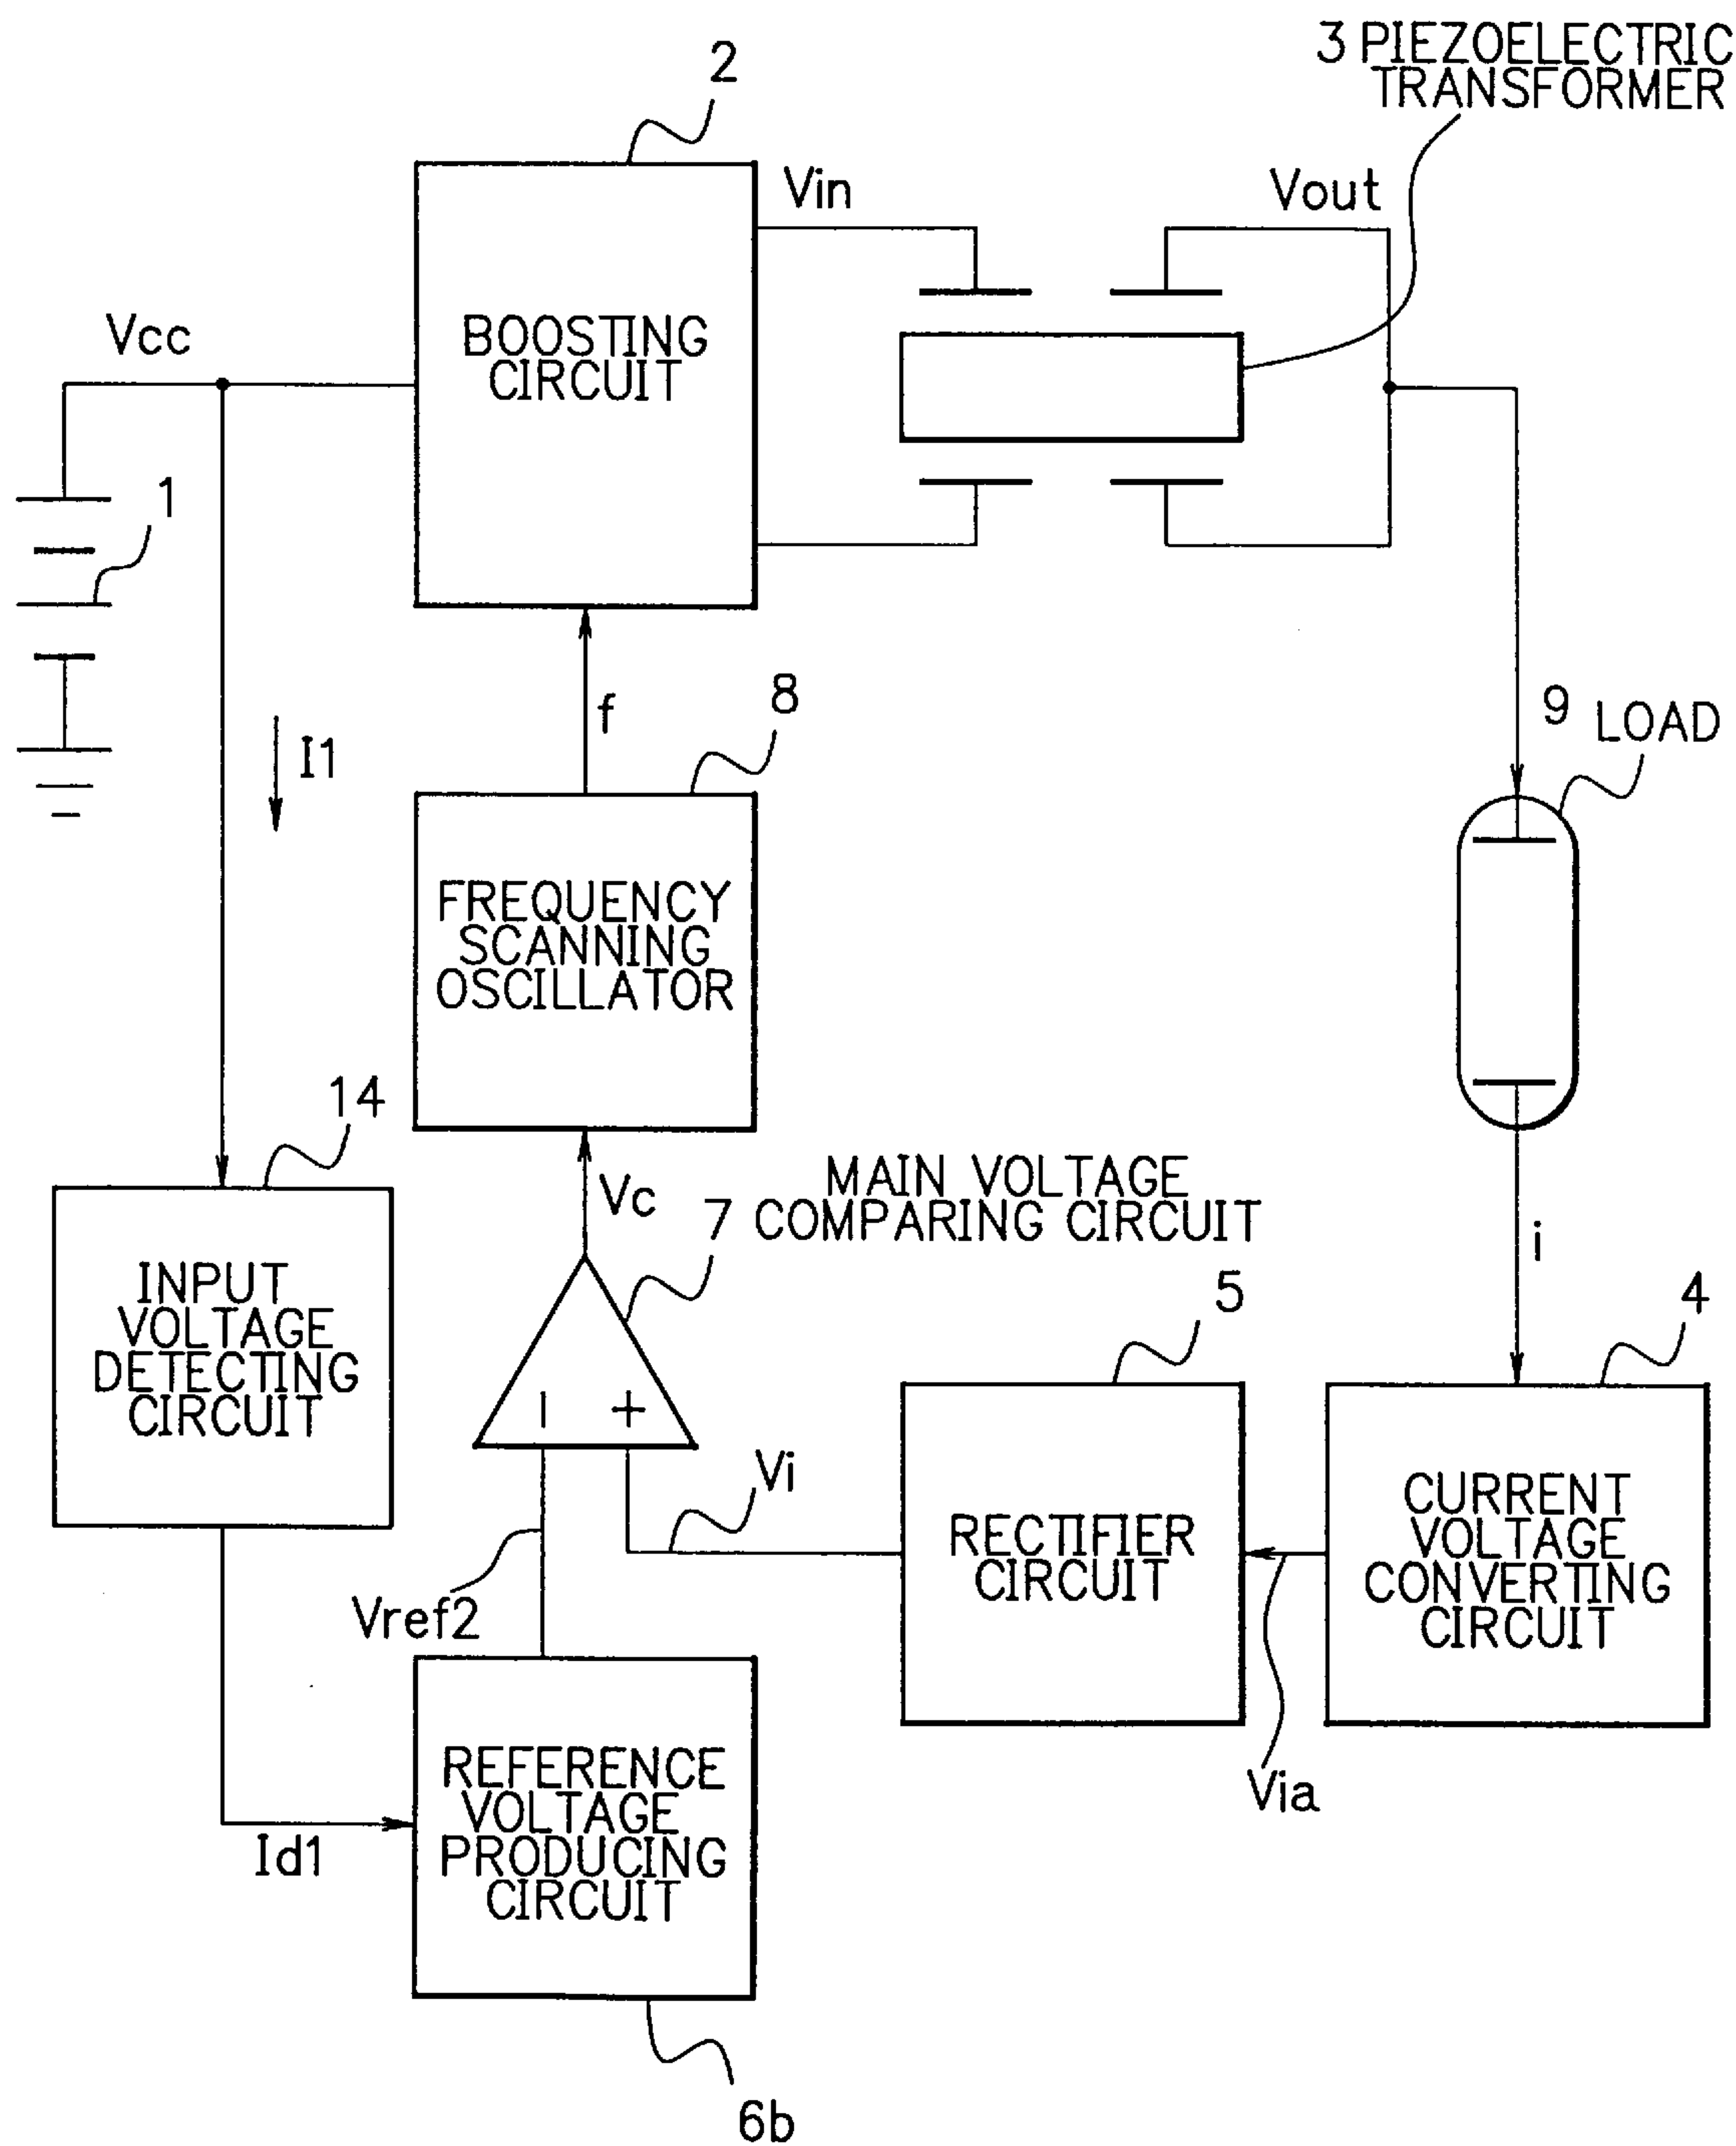 3 PIEZOELECTRIC
TRANSFORMER
2
Vin
Vout
Vcc
BOOSTING
CIRCUIT
1
f
8
I1
9 LOAD
FREQUENCY
SCANNING
OSCILLATOR
14
Vc
7
MAIN VOLTAGE
COMPARING CIRCUIT
i
INPUT
VOLTAGE
DETECTING
CIRCUIT
5
4
− +
Vi
RECTIFIER
CIRCUIT
CURRENT
VOLTAGE
CONVERTING
CIRCUIT
Vref2
Via
REFERENCE
VOLTAGE
PRODUCING
CIRCUIT
Id1
6b